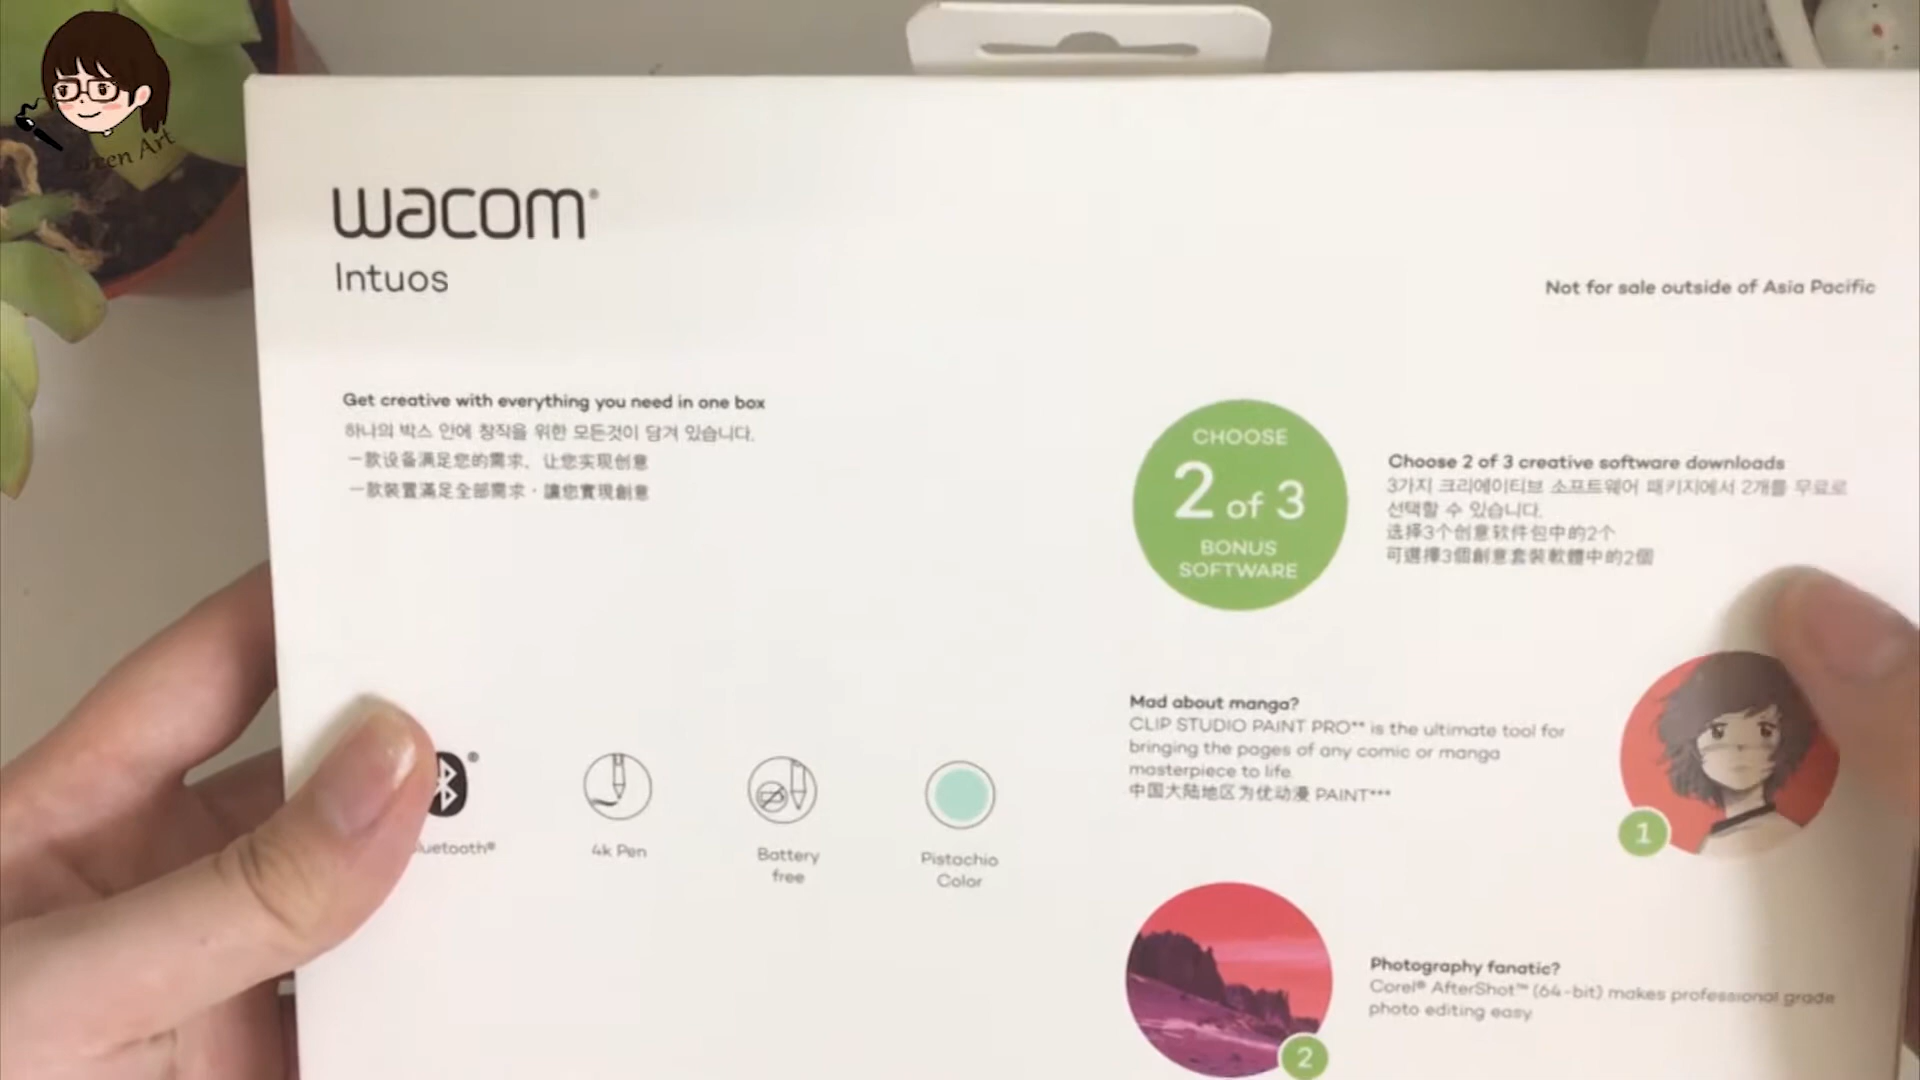 Green Art
wacom®
Intuos
Not for sale outside of Asia Pacific
Get creative with everything you need in one box
하나의 박스 안에 창작을 위한 모든것이 담겨 있습니다.
一款设备满足您的需求、让您实现创意
一款裝置滿足全部需求，讓您實現創意
CHOOSE
2 of 3
BONUS
SOFTWARE
Choose 2 of 3 creative software downloads
3가지 크리에이티브 소프트웨어 패키지에서 2개를 무료로
선택할 수 있습니다.
选择3个创意软件包中的2个
可選擇3個創意套裝軟體中的2個
Mad about manga?
CLIP STUDIO PAINT PRO** is the ultimate tool for
bringing the pages of any comic or manga
masterpiece to life.
中国大陆地区为优动漫 PAINT***
1
®
uetooth®
4k Pen
Battery
free
Pistachio
Color
Photography fanatic?
Corel® AfterShot™ (64-bit) makes professional grade
photo editing easy
2